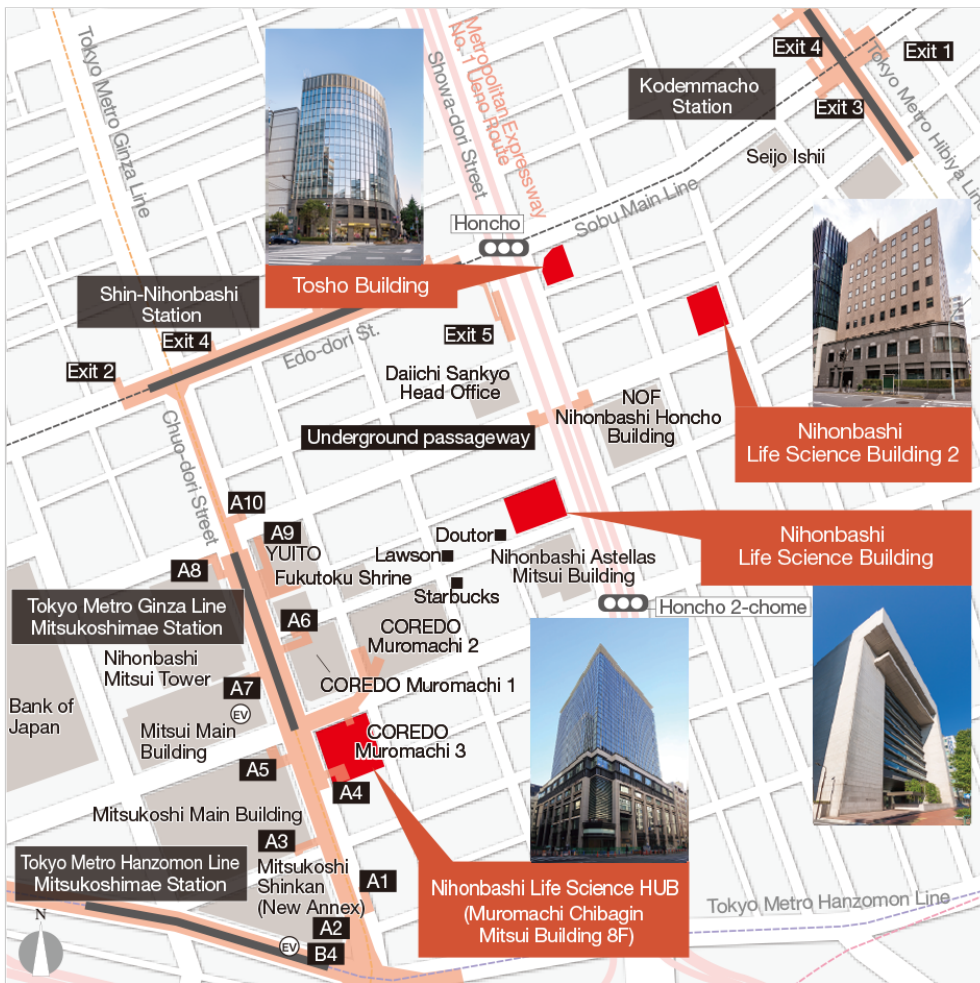 Tokyo Metro Ginza Line
Showa-dori Street
Metropolitan Expressway
No. 1 Ueno Route
Exit 4
Exit 1
Tokyo Metro Hibiya Line
Kodemmacho
Station
Exit 3
Seijo Ishii
Sobu Main Line
Honcho
Tosho Building
Shin-Nihonbashi
Station
Exit 4
Exit 2
Edo-dori St.
Exit 5
Daiichi Sankyo
Head Office
NOF
Nihonbashi Honcho
Building
Nihonbashi
Life Science Building 2
Underground passageway
Chuo-dori Street
A10
A9
YUITO
A8
Fukutoku Shrine
Doutor
Lawson
Starbucks
Nihonbashi Astellas
Mitsui Building
Nihonbashi
Life Science Building
Honcho 2-chome
Tokyo Metro Ginza Line
Mitsukoshimae Station
A6
COREDO
Muromachi 2
COREDO Muromachi 1
Nihonbashi
Mitsui Tower
A7
EV
Bank of
Japan
Mitsui Main
Building
COREDO
Muromachi 3
A5
A4
Mitsukoshi Main Building
A3
Tokyo Metro Hanzomon Line
Mitsukoshimae Station
Mitsukoshi
Shinkan
(New Annex)
A1
A2
EV
B4
Nihonbashi Life Science HUB
(Muromachi Chibagin
Mitsui Building 8F)
Tokyo Metro Hanzomon Line
N